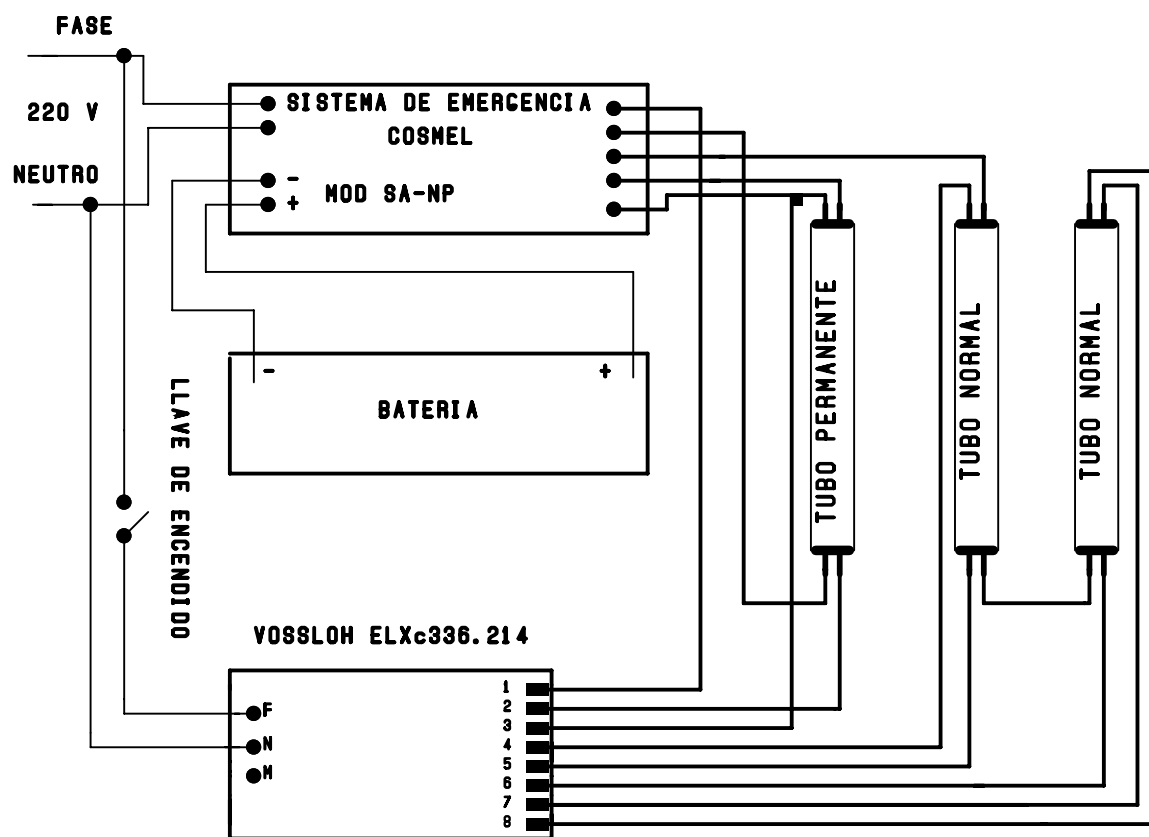 FASE
220 V
NEUTRO
SISTEMA DE EMERGENCIA
COSMEL
MOD SA-NP
-
+
-
+
BATERIA
LLAVE DE ENCENDIDO
TUBO PERMANENTE
TUBO NORMAL
TUBO NORMAL
VOSSLOH ELXc336.214
F
N
M
1
2
3
4
5
6
7
8